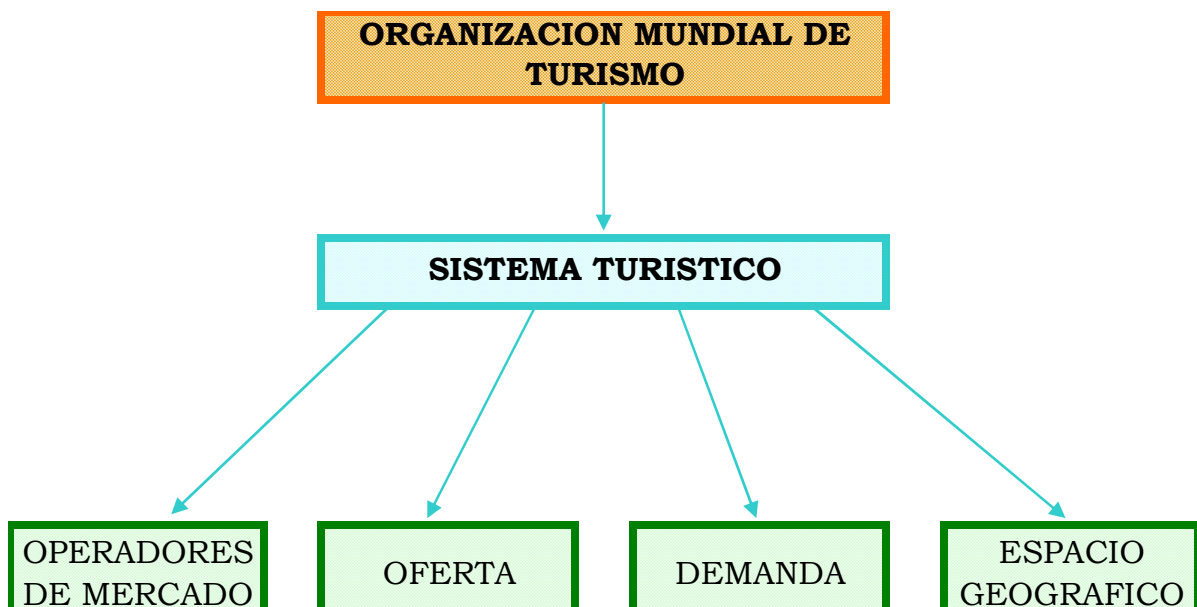 ORGANIZACION MUNDIAL DE
TURISMO
SISTEMA TURISTICO
OPERADORES
DE MERCADO
OFERTA
DEMANDA
ESPACIO
GEOGRAFICO